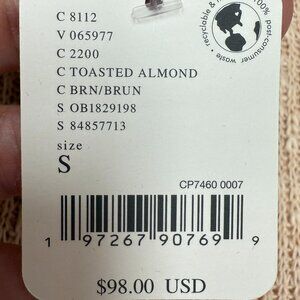 C 8112
V 065977
C 2200
C TOASTED ALMOND
C BRN/BRUN
S OB1829198
S 84857713
size
S
recyclable & 100% post-consumer waste
CP7460 0007
1 97267 90769 9
$98.00 USD